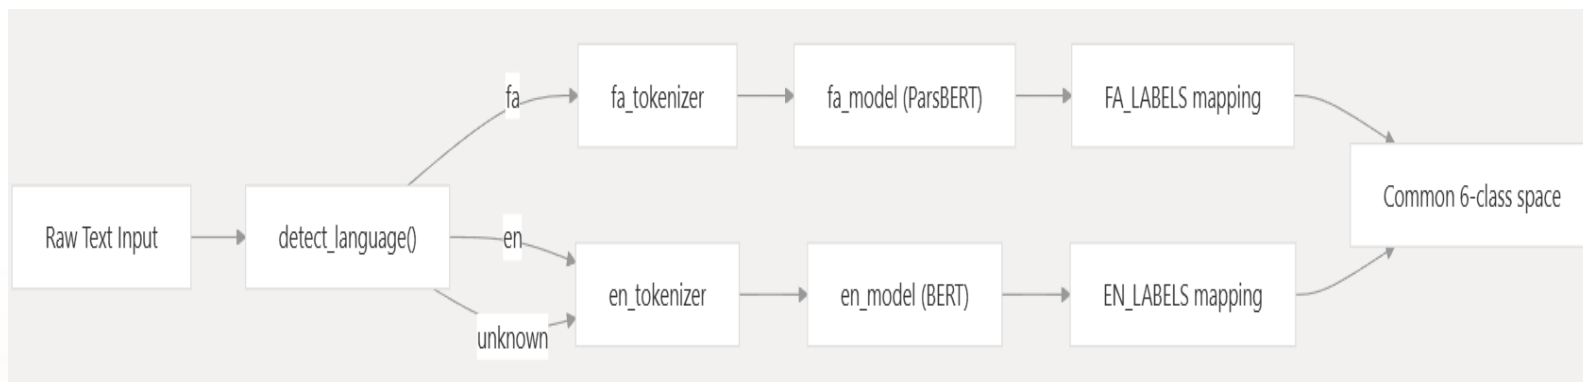 Raw Text Input
detect_language()
fa
fa_tokenizer
fa_model (ParsBERT)
FA_LABELS mapping
en
unknown
en_tokenizer
en_model (BERT)
EN_LABELS mapping
Common 6-class space